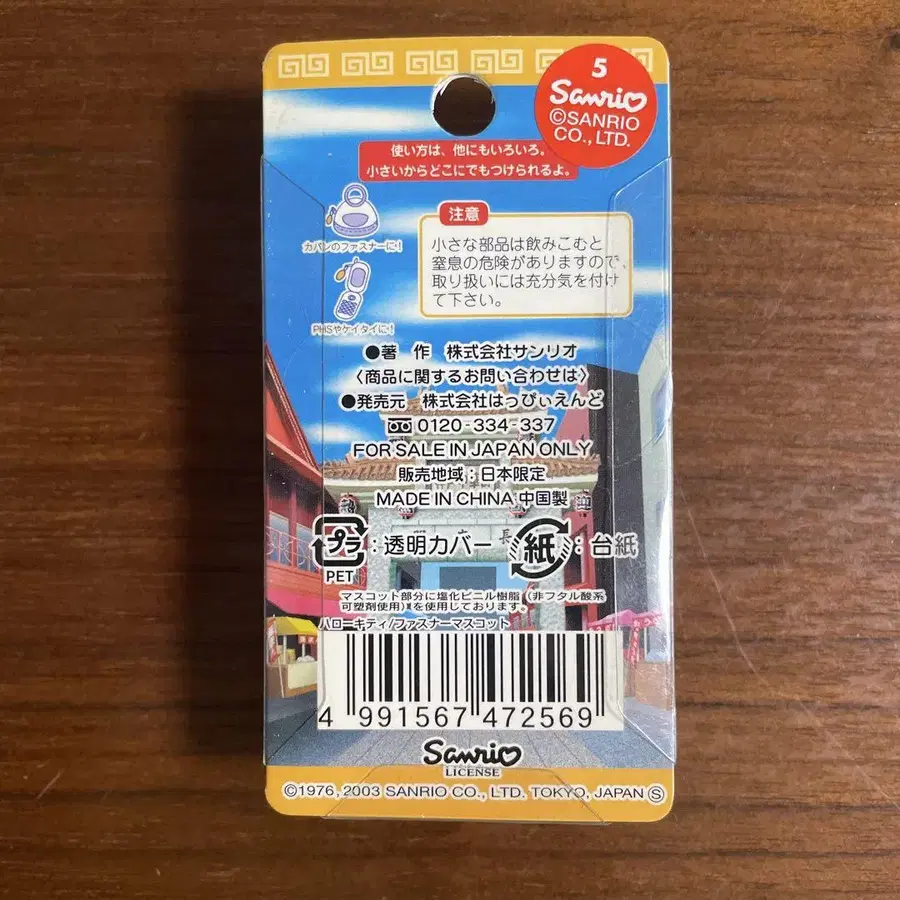 5
Sanrio
©SANRIO
CO., LTD.
使い方は、他にもいろいろ。
小さいからどこにでもつけられるよ。
カバンのファスナーに!
PHSやケイタイに!
注意
小さな部品は飲みこむと
窒息の危険がありますので、
取り扱いには充分気を付け
て下さい。
●著 作 株式会社サンリオ
〈商品に関するお問い合わせは〉
●発売元 株式会社はっぴぃえんど
0120-334-337
FOR SALE IN JAPAN ONLY
販売地域:日本限定
MADE IN CHINA 中国製
プラ:透明カバー 紙:台紙
PET
マスコット部分に塩化ビニル樹脂(非フタル酸系
可塑剤使用)を使用しております。
ハローキティ/ファスナーマスコット
4 991567 472569
Sanrio
LICENSE
©1976, 2003 SANRIO CO., LTD. TOKYO, JAPAN Ⓢ